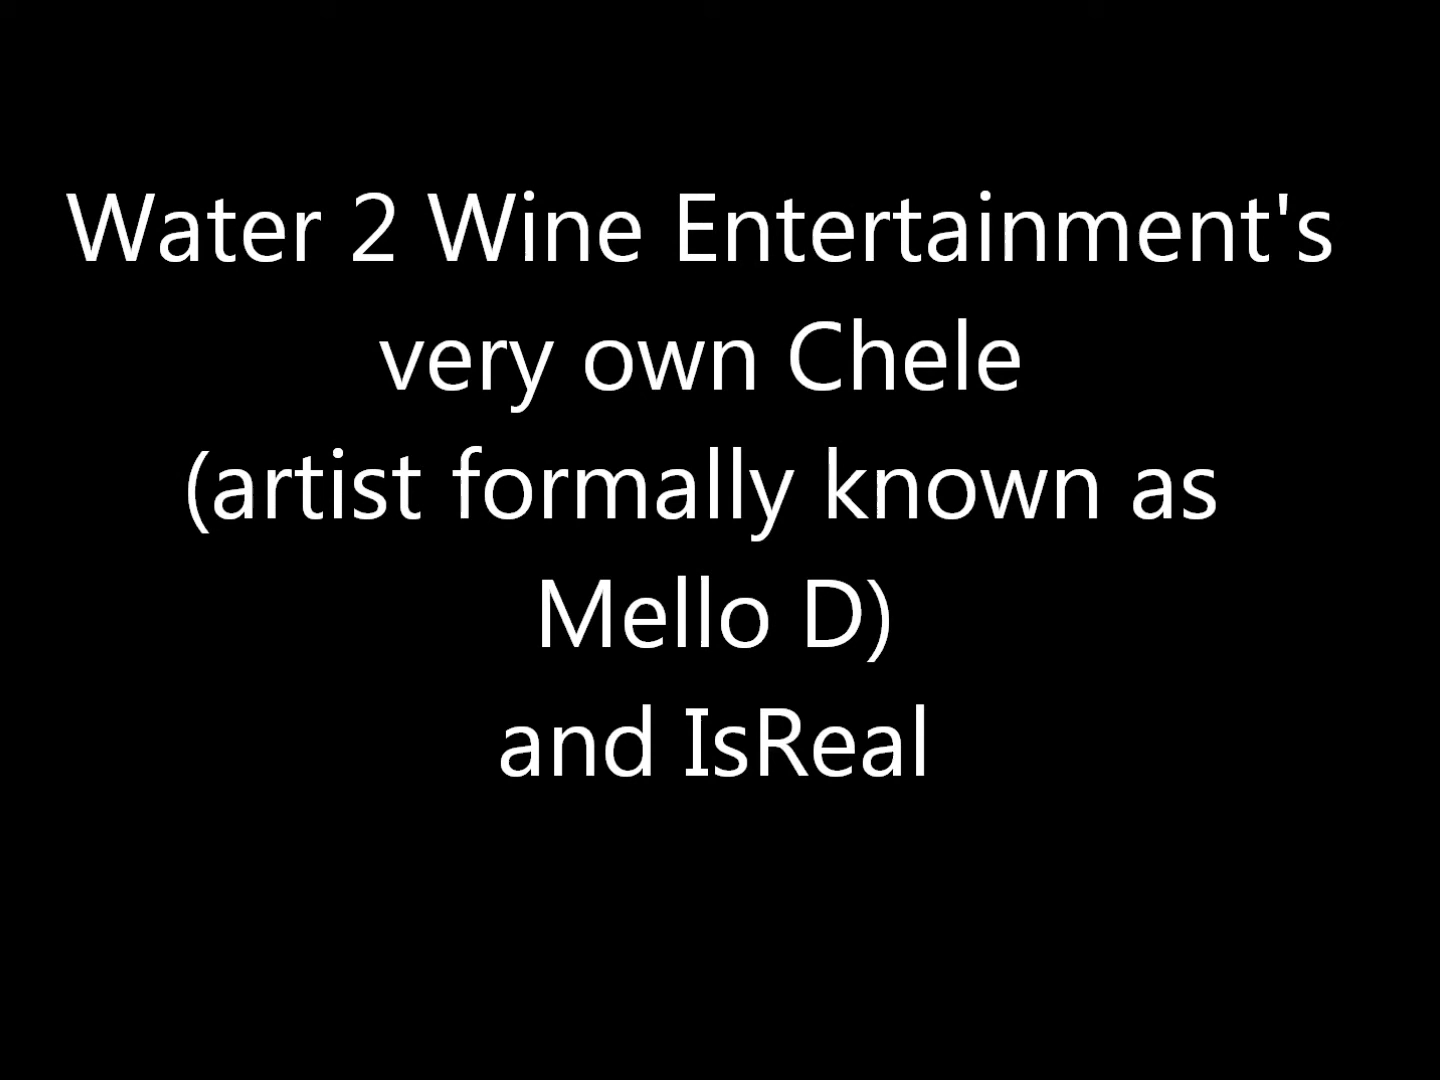 Water 2 Wine Entertainment's
very own Chele
(artist formally known as
Mello D)
and IsReal